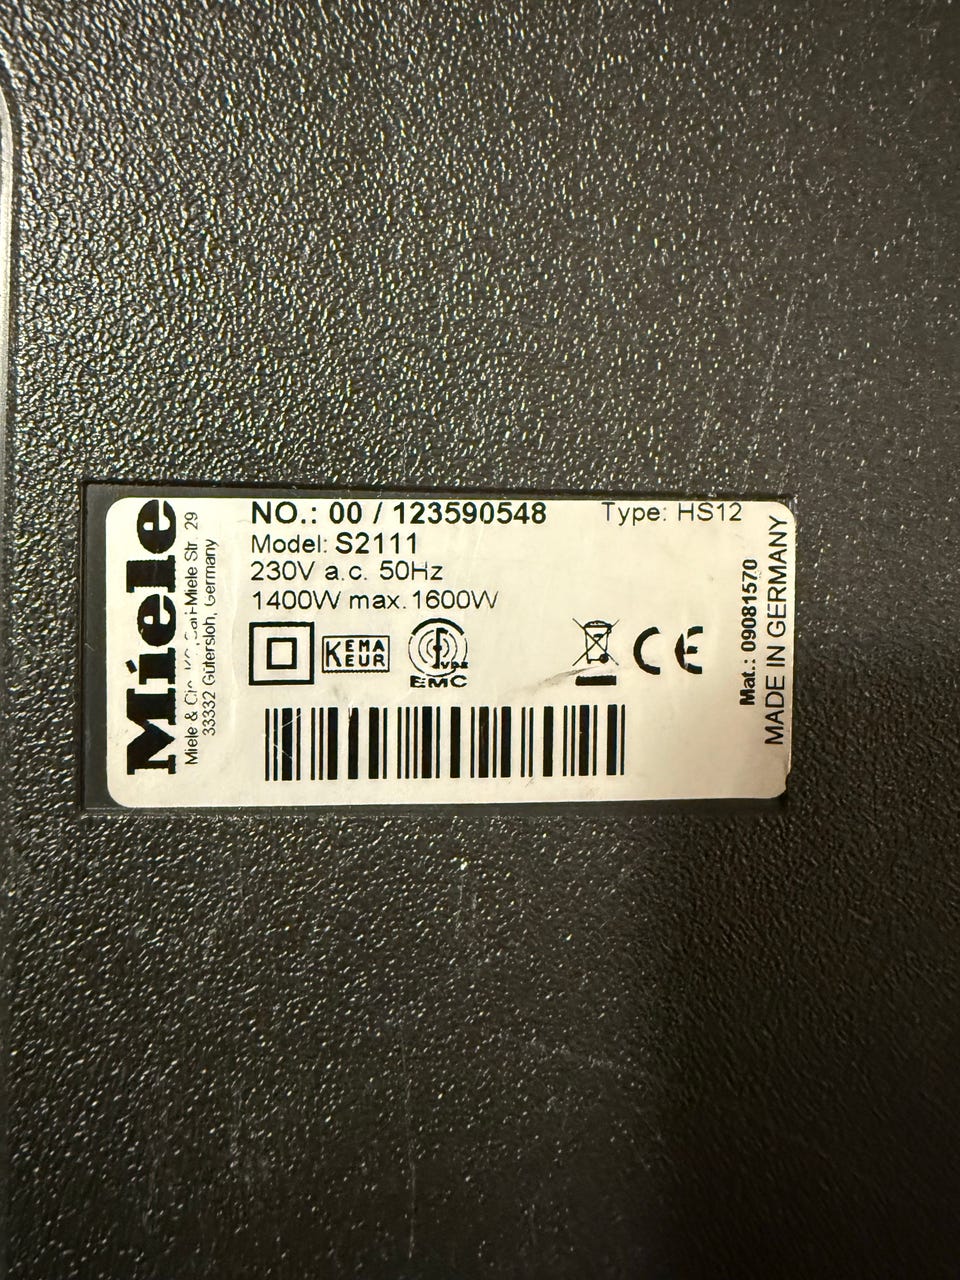 Miele
Miele & Cie. KG, Carl-Miele Str. 29
33332 Gütersloh, Germany
NO.: 00 / 123590548
Type: HS12
Model: S2111
230V a.c. 50Hz
1400W max.1600W
KEMA
KEUR
EMC
CE
Mat.: 09081570
MADE IN GERMANY